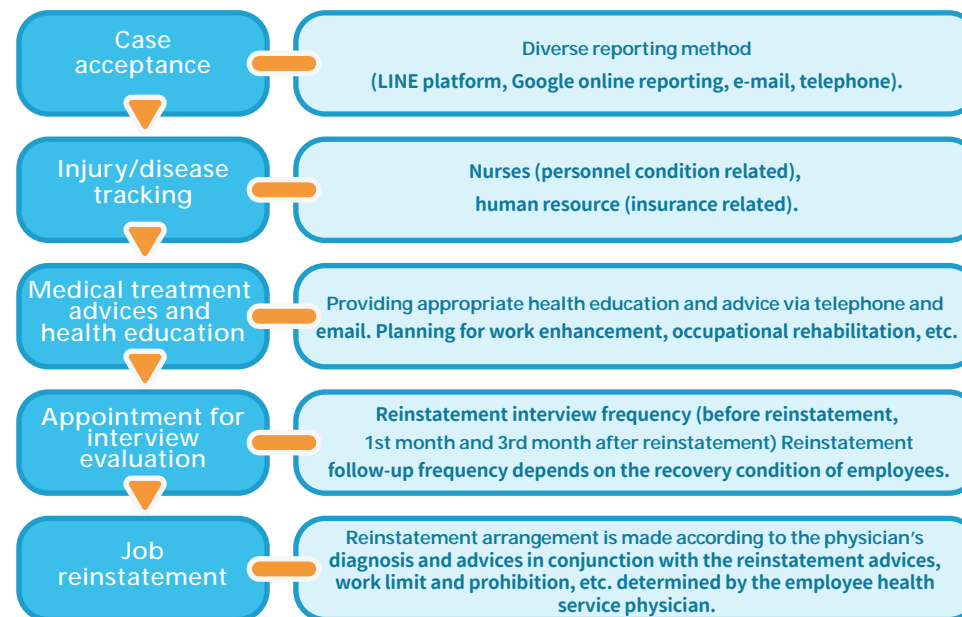 Case
acceptance
Diverse reporting method
(LINE platform, Google online reporting, e-mail, telephone).
Injury/disease
tracking
Nurses (personnel condition related),
human resource (insurance related).
Medical treatment
advices and
health education
Providing appropriate health education and advice via telephone and
email. Planning for work enhancement, occupational rehabilitation, etc.
Appointment for
interview
evaluation
Reinstatement interview frequency (before reinstatement,
1st month and 3rd month after reinstatement) Reinstatement
follow-up frequency depends on the recovery condition of employees.
Job
reinstatement
Reinstatement arrangement is made according to the physician's
diagnosis and advices in conjunction with the reinstatement advices,
work limit and prohibition, etc. determined by the employee health
service physician.